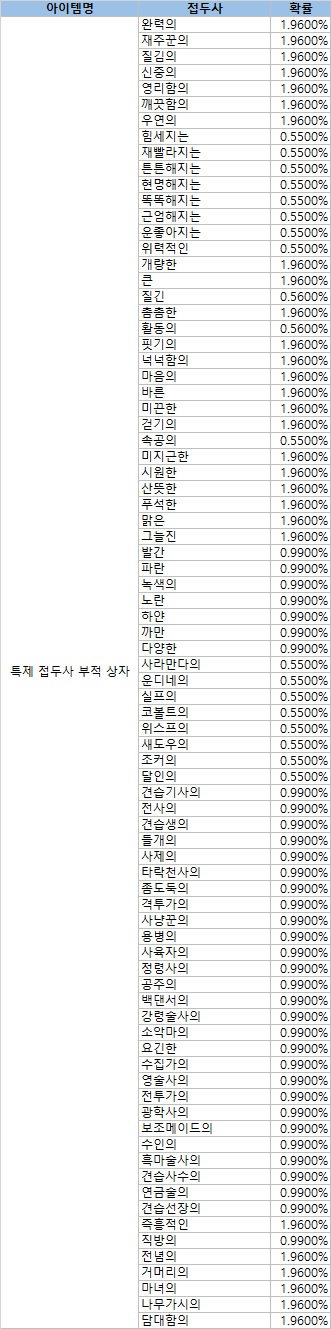 아이템명 접두사 확률
완력의 1.9600%
재주꾼의 1.9600%
질김의 1.9600%
신중의 1.9600%
영리함의 1.9600%
깨끗함의 1.9600%
우연의 1.9600%
힘세지는 0.5500%
재빨라지는 0.5500%
튼튼해지는 0.5500%
현명해지는 0.5500%
똑똑해지는 0.5500%
근엄해지는 0.5500%
운좋아지는 0.5500%
위력적인 0.5500%
개량한 1.9600%
큰 1.9600%
질긴 0.5600%
촘촘한 1.9600%
활동의 0.5600%
핏기의 1.9600%
넉넉함의 1.9600%
마음의 1.9600%
바른 1.9600%
미끈한 1.9600%
걷기의 1.9600%
속공의 0.5500%
미지근한 1.9600%
시원한 1.9600%
산뜻한 1.9600%
푸석한 1.9600%
맑은 1.9600%
그늘진 1.9600%
발간 0.9900%
파란 0.9900%
녹색의 0.9900%
노란 0.9900%
하얀 0.9900%
까만 0.9900%
다양한 0.9900%
특제 접두사 부적 상자 사라만다의 0.5500%
운디네의 0.5500%
실프의 0.5500%
코볼트의 0.5500%
위스프의 0.5500%
섀도우의 0.5500%
조커의 0.5500%
달인의 0.5500%
견습기사의 0.9900%
전사의 0.9900%
견습생의 0.9900%
들개의 0.9900%
사제의 0.9900%
타락천사의 0.9900%
좀도둑의 0.9900%
격투가의 0.9900%
사냥꾼의 0.9900%
용병의 0.9900%
사육자의 0.9900%
정령사의 0.9900%
공주의 0.9900%
백댄서의 0.9900%
강령술사의 0.9900%
소악마의 0.9900%
요긴한 0.9900%
수집가의 0.9900%
영술사의 0.9900%
전투가의 0.9900%
광학사의 0.9900%
보조메이드의 0.9900%
수인의 0.9900%
흑마술사의 0.9900%
견습사수의 0.9900%
연금술의 0.9900%
견습선장의 0.9900%
즉흥적인 1.9600%
직방의 0.9900%
전념의 1.9600%
거머리의 1.9600%
마녀의 1.9600%
나무가시의 1.9600%
담대함의 1.9600%